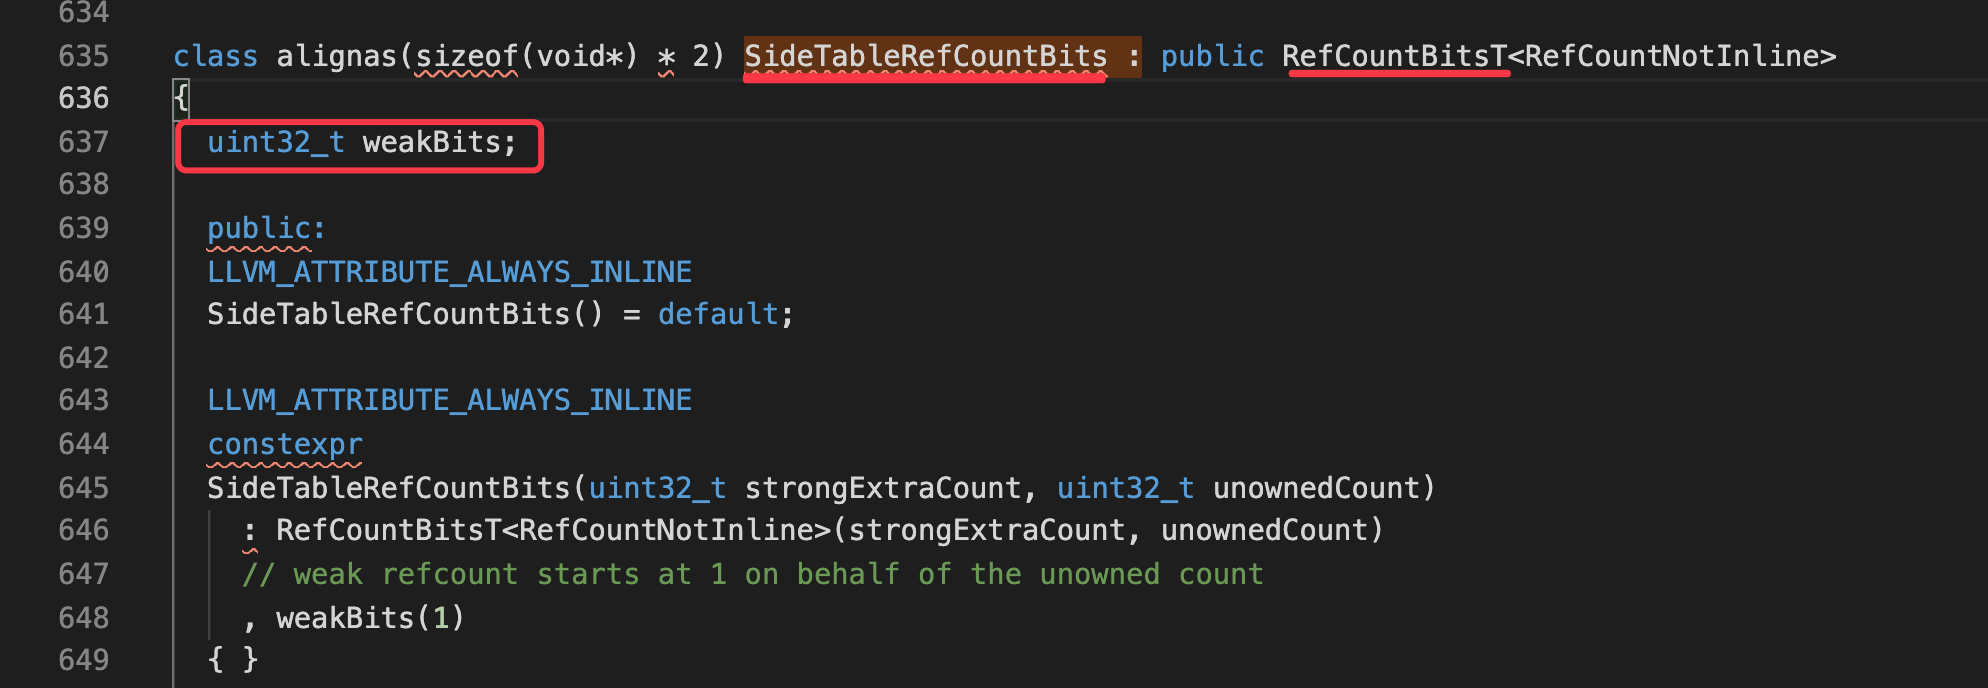 634
635 class alignas(sizeof(void*) * 2) SideTableRefCountBits : public RefCountBitsT<RefCountNotInline>
636 {
637 uint32_t weakBits;
638
639 public:
640 LLVM_ATTRIBUTE_ALWAYS_INLINE
641 SideTableRefCountBits() = default;
642
643 LLVM_ATTRIBUTE_ALWAYS_INLINE
644 constexpr
645 SideTableRefCountBits(uint32_t strongExtraCount, uint32_t unownedCount)
646 : RefCountBitsT<RefCountNotInline>(strongExtraCount, unownedCount)
647 // weak refcount starts at 1 on behalf of the unowned count
648 , weakBits(1)
649 { }